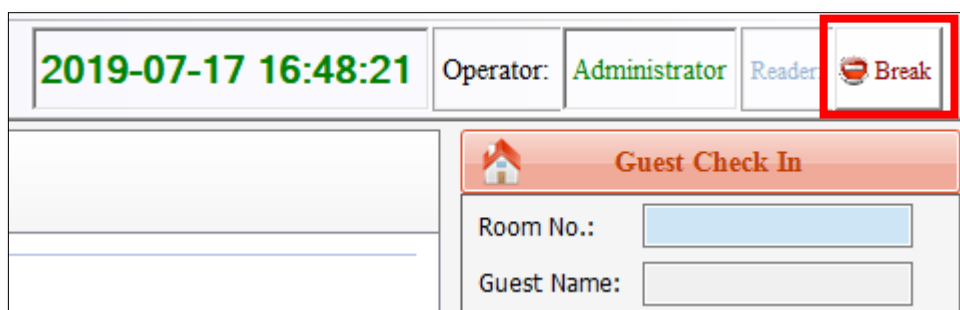 2019-07-17 16:48:21 Operator: Administrator Reader: Break
Guest Check In
Room No.:
Guest Name: